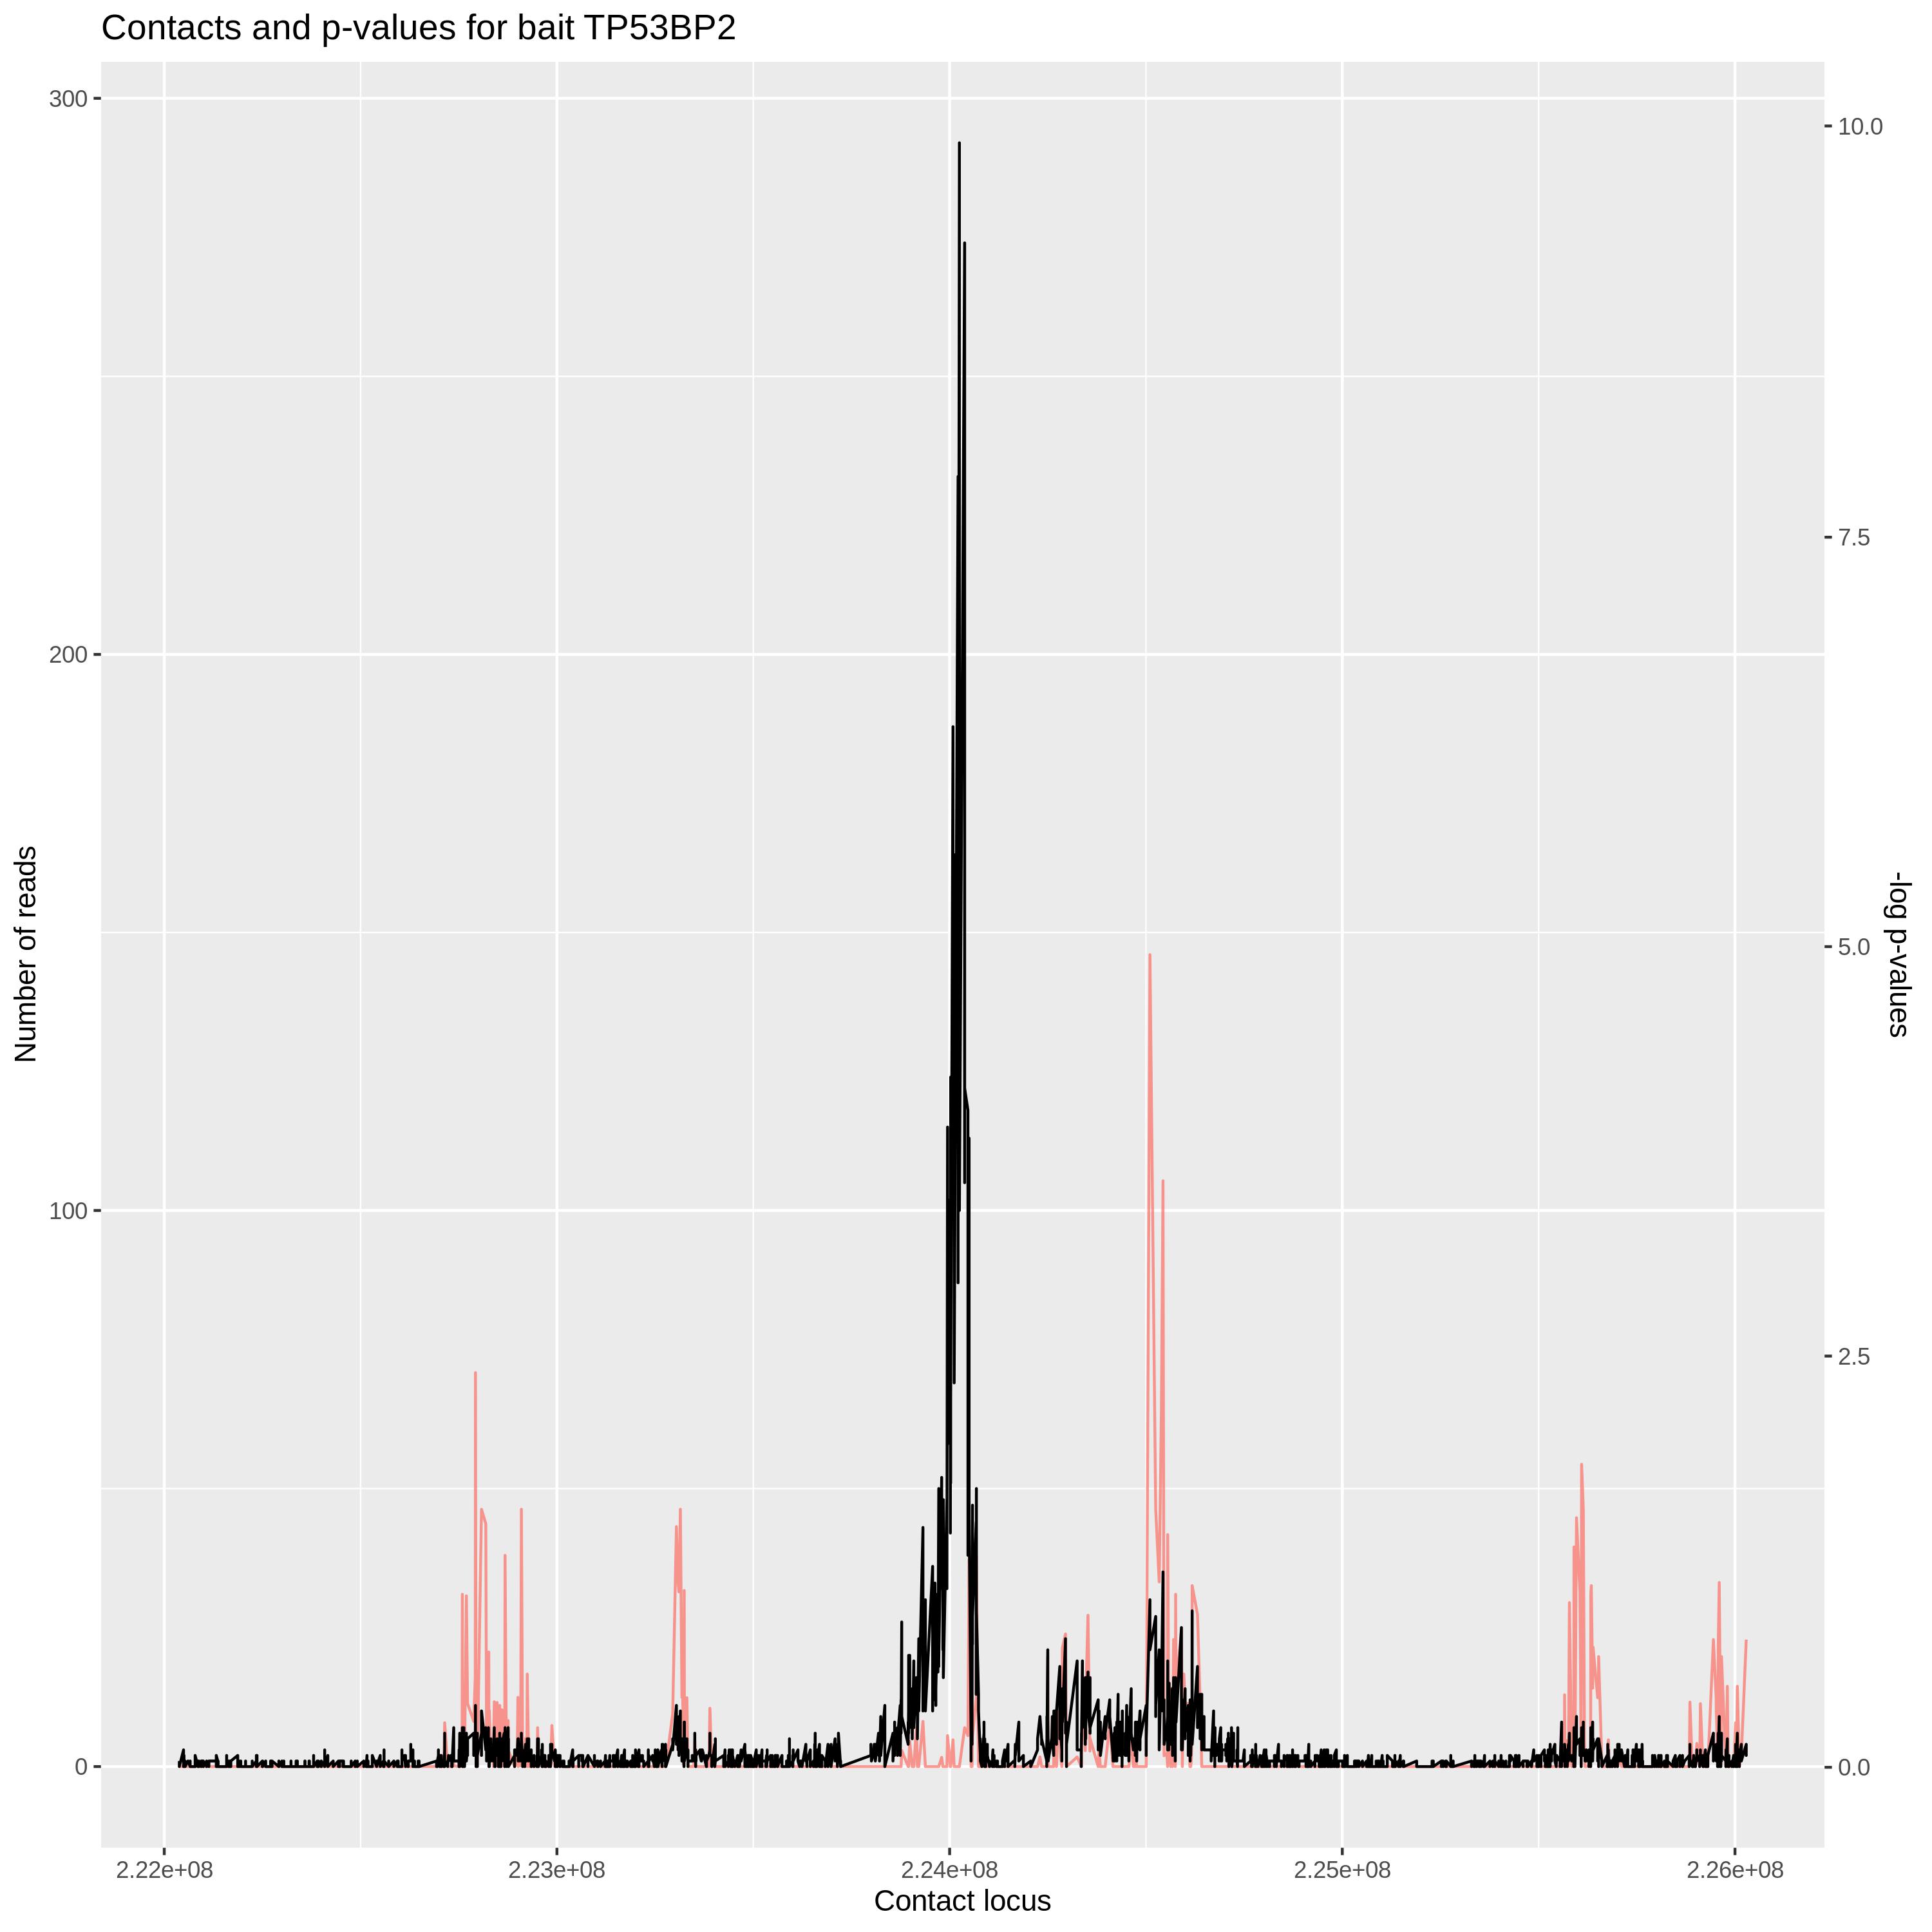 Contacts and p-values for bait TP53BP2
300
200
100
0
Number of reads
10.0
7.5
5.0
2.5
0.0
-log p-values
2.22e+08
2.23e+08
2.24e+08
2.25e+08
2.26e+08
Contact locus